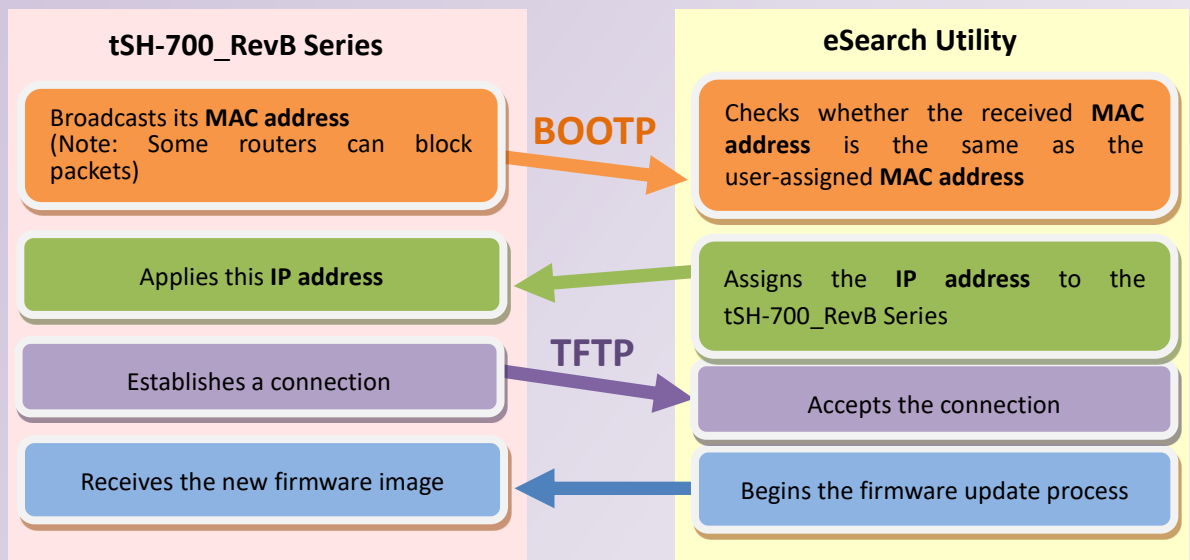 tSH-700_RevB Series
eSearch Utility
Broadcasts its MAC address
(Note: Some routers can block
packets)
BOOTP
Checks whether the received MAC
address is the same as the
user-assigned MAC address
Applies this IP address
Assigns the IP address to the
tSH-700_RevB Series
TFTP
Establishes a connection
Accepts the connection
Receives the new firmware image
Begins the firmware update process